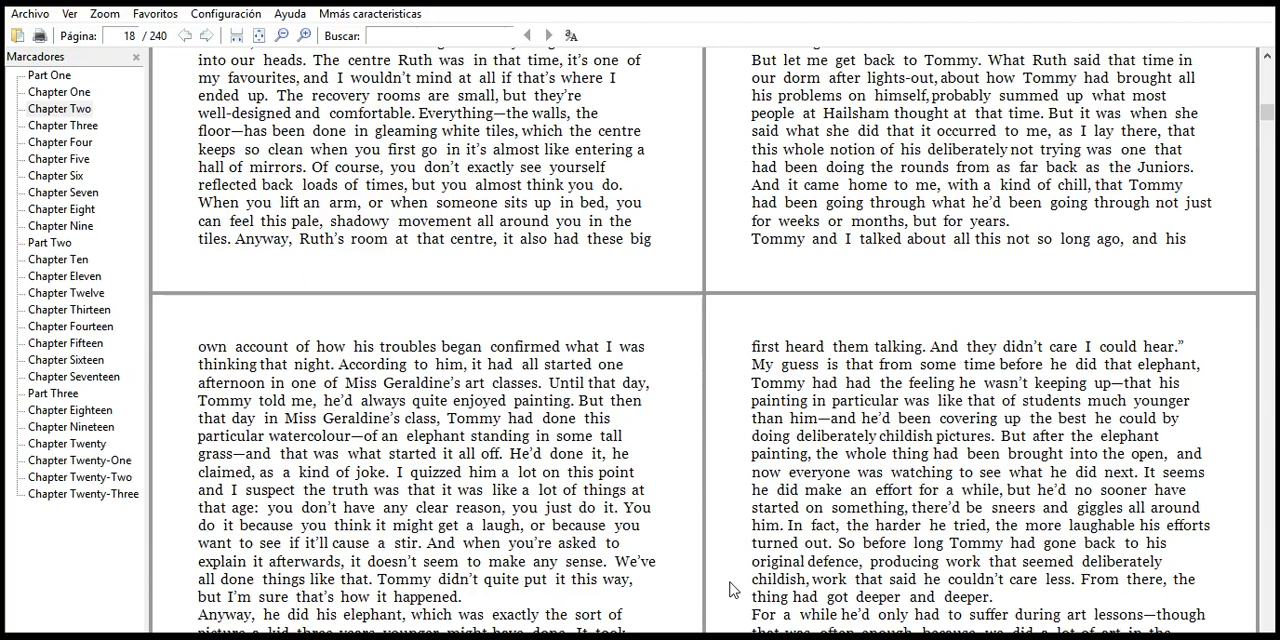 Archivo Ver Zoom Favoritos Configuración Ayuda Mmás caracteristicas
Página: 18 / 240 Buscar:
Marcadores
Part One
Chapter One
Chapter Two
Chapter Three
Chapter Four
Chapter Five
Chapter Six
Chapter Seven
Chapter Eight
Chapter Nine
Part Two
Chapter Ten
Chapter Eleven
Chapter Twelve
Chapter Thirteen
Chapter Fourteen
Chapter Fifteen
Chapter Sixteen
Chapter Seventeen
Part Three
Chapter Eighteen
Chapter Nineteen
Chapter Twenty
Chapter Twenty-One
Chapter Twenty-Two
Chapter Twenty-Three
into our heads. The centre Ruth was in that time, it's one of
my favourites, and I wouldn't mind at all if that's where I
ended up. The recovery rooms are small, but they're
well-designed and comfortable. Everything—the walls, the
floor—has been done in gleaming white tiles, which the centre
keeps so clean when you first go in it's almost like entering a
hall of mirrors. Of course, you don't exactly see yourself
reflected back loads of times, but you almost think you do.
When you lift an arm, or when someone sits up in bed, you
can feel this pale, shadowy movement all around you in the
tiles. Anyway, Ruth's room at that centre, it also had these big
But let me get back to Tommy. What Ruth said that time in
our dorm after lights-out, about how Tommy had brought all
his problems on himself, probably summed up what most
people at Hailsham thought at that time. But it was when she
said what she did that it occurred to me, as I lay there, that
this whole notion of his deliberately not trying was one that
had been doing the rounds from as far back as the Juniors.
And it came home to me, with a kind of chill, that Tommy
had been going through what he'd been going through not just
for weeks or months, but for years.
Tommy and I talked about all this not so long ago, and his
own account of how his troubles began confirmed what I was
thinking that night. According to him, it had all started one
afternoon in one of Miss Geraldine's art classes. Until that day,
Tommy told me, he'd always quite enjoyed painting. But then
that day in Miss Geraldine's class, Tommy had done this
particular watercolour—of an elephant standing in some tall
grass—and that was what started it all off. He'd done it, he
claimed, as a kind of joke. I quizzed him a lot on this point
and I suspect the truth was that it was like a lot of things at
that age: you don't have any clear reason, you just do it. You
do it because you think it might get a laugh, or because you
want to see if it'll cause a stir. And when you're asked to
explain it afterwards, it doesn't seem to make any sense. We've
all done things like that. Tommy didn't quite put it this way,
but I'm sure that's how it happened.
Anyway, he did his elephant, which was exactly the sort of
picture a kid three years younger might have done. It took
first heard them talking. And they didn't care I could hear.”
My guess is that from some time before he did that elephant,
Tommy had had the feeling he wasn't keeping up—that his
painting in particular was like that of students much younger
than him—and he'd been covering up the best he could by
doing deliberately childish pictures. But after the elephant
painting, the whole thing had been brought into the open, and
now everyone was watching to see what he did next. It seems
he did make an effort for a while, but he'd no sooner have
started on something, there'd be sneers and giggles all around
him. In fact, the harder he tried, the more laughable his efforts
turned out. So before long Tommy had gone back to his
original defence, producing work that seemed deliberately
childish, work that said he couldn't care less. From there, the
thing had got deeper and deeper.
For a while he'd only had to suffer during art lessons—though
that was often enough, because we did a lot of art in the